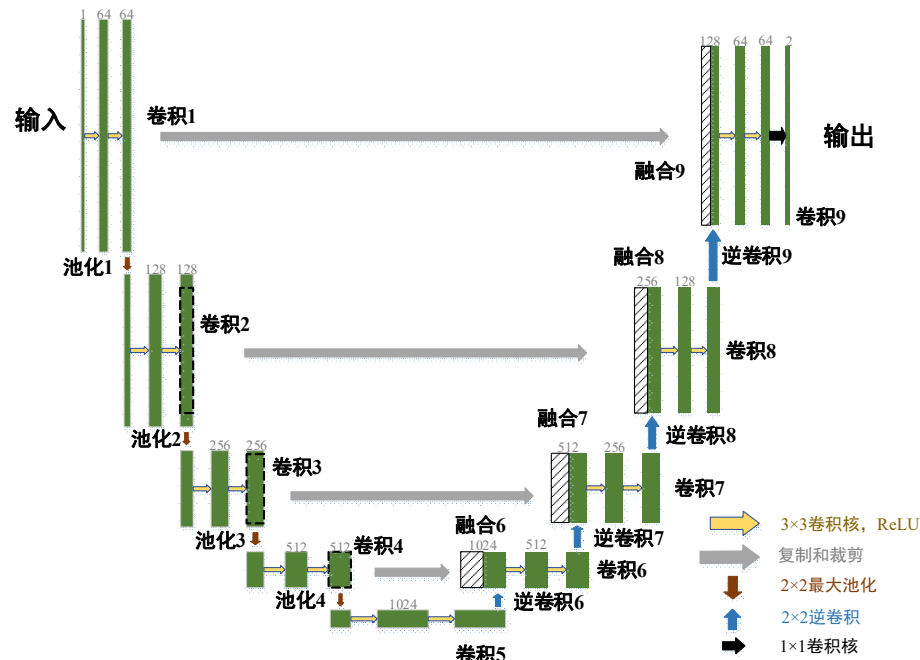 1 64 64
128 64 64 2
输入
卷积1
输出
融合9
卷积9
池化1
融合8
逆卷积9
128 128
256 128
卷积2
卷积8
融合7
池化2
逆卷积8
256 256
512 256
卷积3
卷积7
融合6
3×3卷积核，ReLU
池化3
卷积4
逆卷积7
512 512
1024 512
复制和裁剪
卷积6
2×2最大池化
池化4
逆卷积6
1024
2×2逆卷积
1×1卷积核
卷积5